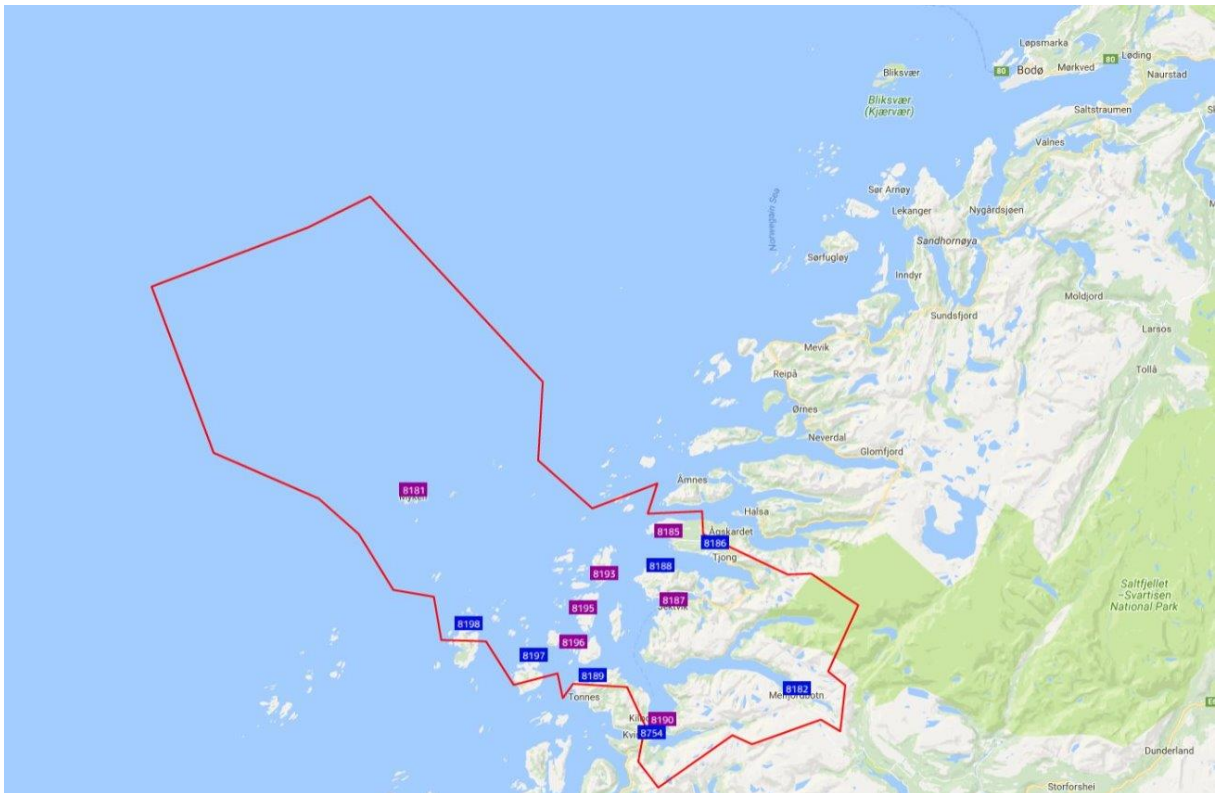 Løpsmarka
Løding
80
Bodø
Mørkved
80
Naurstad
Bliksvær
Bliksvær
(Kjærvær)
Saltstraumen
Valnes
Sør Arnøy
Lekanger
Nygårdsjøen
Norwegian Sea
Sandhornøya
Sørfugløy
Inndyr
Moldjord
Sundsfjord
Larsos
Mevik
Tollå
Reipå
Ørnes
Neverdal
Glomfjord
Åmnes
8181
Halsa
8185
Ågskardet
8186
Tjong
8188
8193
Saltfjellet
-Svartisen
National Park
8187
8195
8198
8196
8197
8189
8182
Tonnes
8190
8754
Dunderland
Storforshei